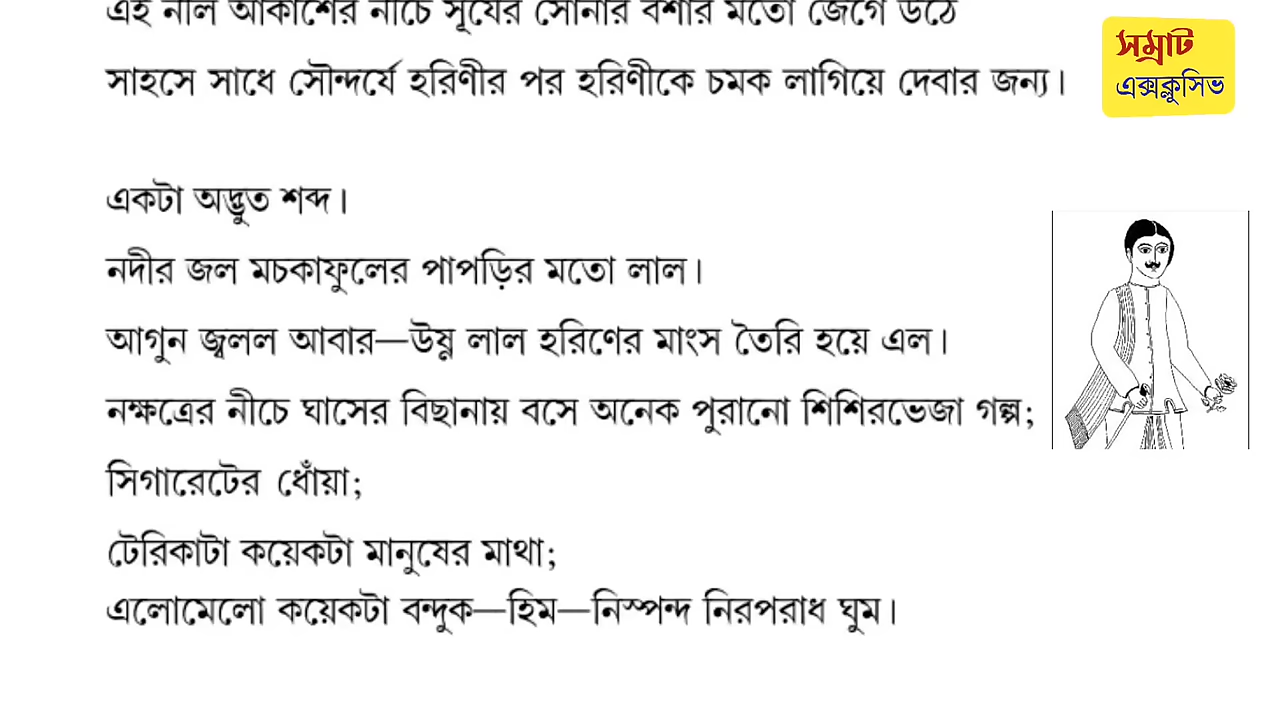 এই নীল আকাশের নীচে সূর্যের সোনার বর্শার মতো জেগে উঠে
সাহসে সাধে সৌন্দর্যে হরিণীর পর হরিণীকে চমক লাগিয়ে দেবার জন্য।
সম্রাট
এক্সক্লুসিভ
একটা অদ্ভুত শব্দ।
নদীর জল মচকাফুলের পাপড়ির মতো লাল।
আগুন জ্বলল আবার—উষ্ণ লাল হরিণের মাংস তৈরি হয়ে এল।
নক্ষত্রের নীচে ঘাসের বিছানায় বসে অনেক পুরানো শিশিরভেজা গল্প;
সিগারেটের ধোঁয়া;
টেরিকাটা কয়েকটা মানুষের মাথা;
এলোমেলো কয়েকটা বন্দুক—হিম—নিস্পন্দ নিরপরাধ ঘুম।